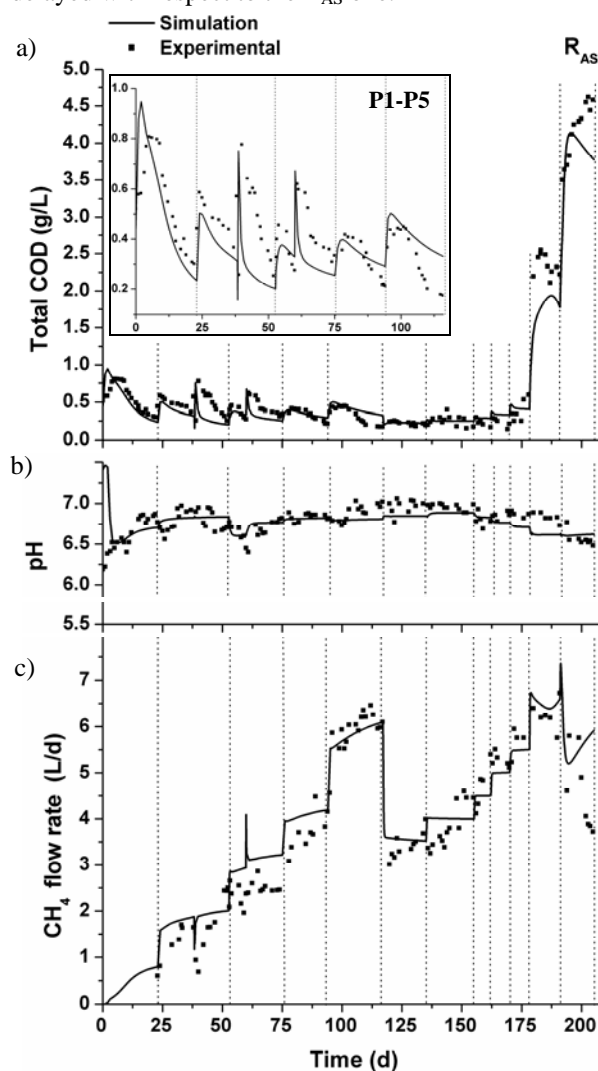 delayed with respect to the R_AS one.
Simulation
Experimental
a)
R_AS
P1-P5
Total COD (g/L)
5.0
4.5
4.0
3.5
3.0
2.5
2.0
1.5
1.0
0.5
0.0
1.0
0.8
0.6
0.4
0.2
0 25 50 75 100
b)
pH
7.0
6.5
6.0
5.5
c)
CH4 flow rate (L/d)
7
6
5
4
3
2
1
0
0 25 50 75 100 125 150 175 200
Time (d)